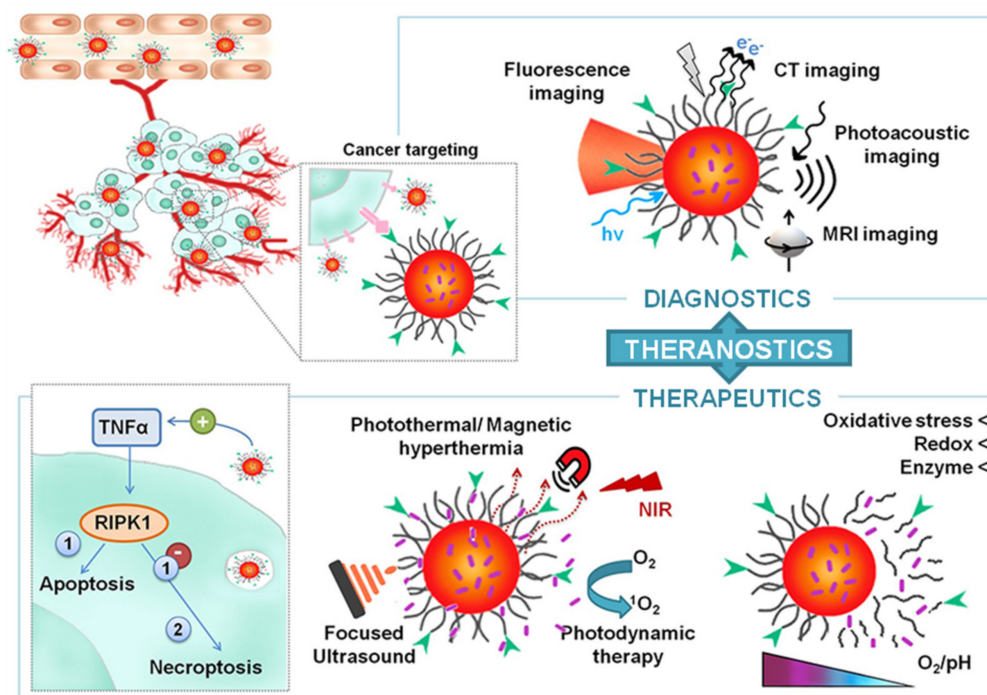 Fluorescence
imaging
e-
e-
CT imaging
Photoacoustic
imaging
hν
MRI imaging
Cancer targeting
DIAGNOSTICS
THERANOSTICS
THERAPEUTICS
TNFα
+
RIPK1
1
-
1
Apoptosis
2
Necroptosis
Photothermal/ Magnetic
hyperthermia
NIR
O₂
¹O₂
Focused
Ultrasound
Photodynamic
therapy
Oxidative stress <
Redox <
Enzyme <
O₂/pH